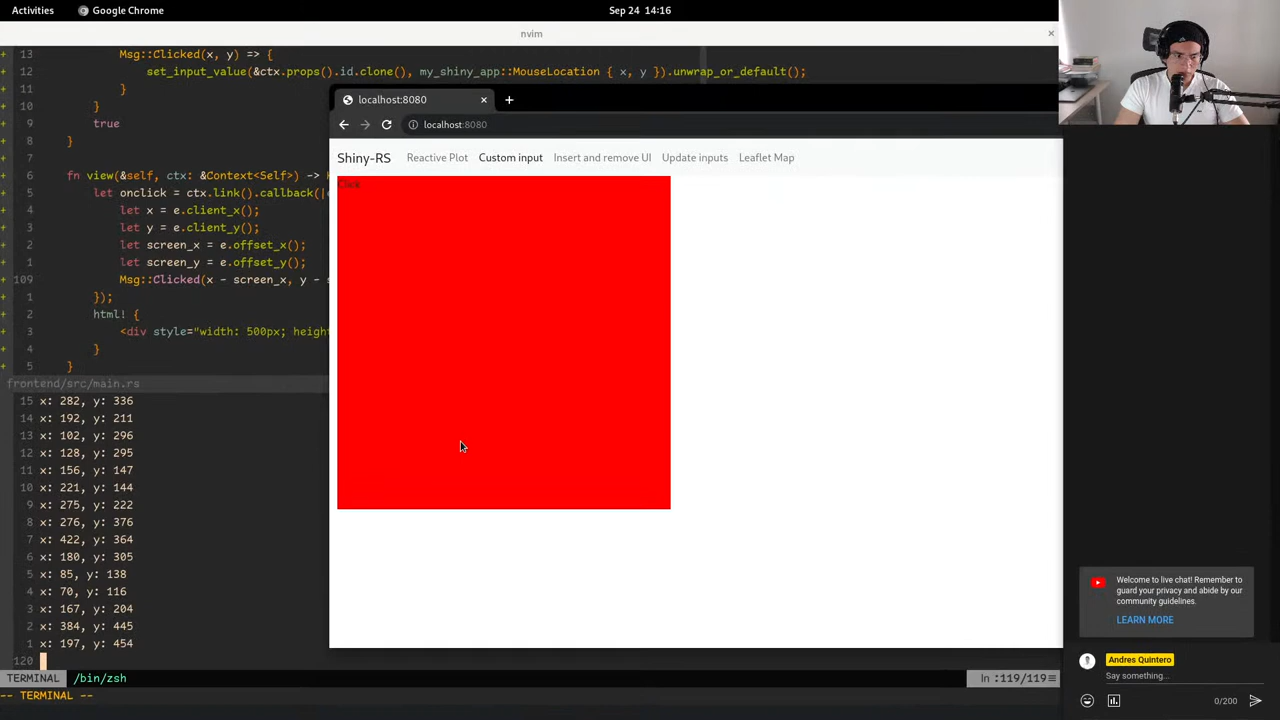 Activities
Google Chrome
Sep 24 14:16
nvim
+ 13 Msg::Clicked(x, y) => {
+ 12 set_input_value(&ctx.props().id.clone(), my_shiny_app::MouseLocation { x, y }).unwrap_or_default();
+ 11 }
+ 10 }
+ 9 true
+ 8 }
+ 7
+ 6 fn view(&self, ctx: &Context<Self>) ->
+ 5 let onclick = ctx.link().callback(|
+ 4 let x = e.client_x();
+ 3 let y = e.client_y();
+ 2 let screen_x = e.offset_x();
+ 1 let screen_y = e.offset_y();
+ 109 Msg::Clicked(x - screen_x, y -
+ 1 });
+ 2 html! {
+ 3 <div style="width: 500px; height
+ 4 }
+ 5 }
frontend/src/main.rs
15 x: 282, y: 336
14 x: 192, y: 211
13 x: 102, y: 296
12 x: 128, y: 295
11 x: 156, y: 147
10 x: 221, y: 144
9 x: 275, y: 222
8 x: 276, y: 376
7 x: 422, y: 364
6 x: 180, y: 305
5 x: 85, y: 138
4 x: 70, y: 116
3 x: 167, y: 204
2 x: 384, y: 445
1 x: 197, y: 454
120
TERMINAL /bin/zsh
ln :119/119
-- TERMINAL --
localhost:8080
localhost:8080
Shiny-RS Reactive Plot Custom input Insert and remove UI Update inputs Leaflet Map
Click
Welcome to live chat! Remember to
guard your privacy and abide by our
community guidelines.
LEARN MORE
Andres Quintero
Say something...
0/200